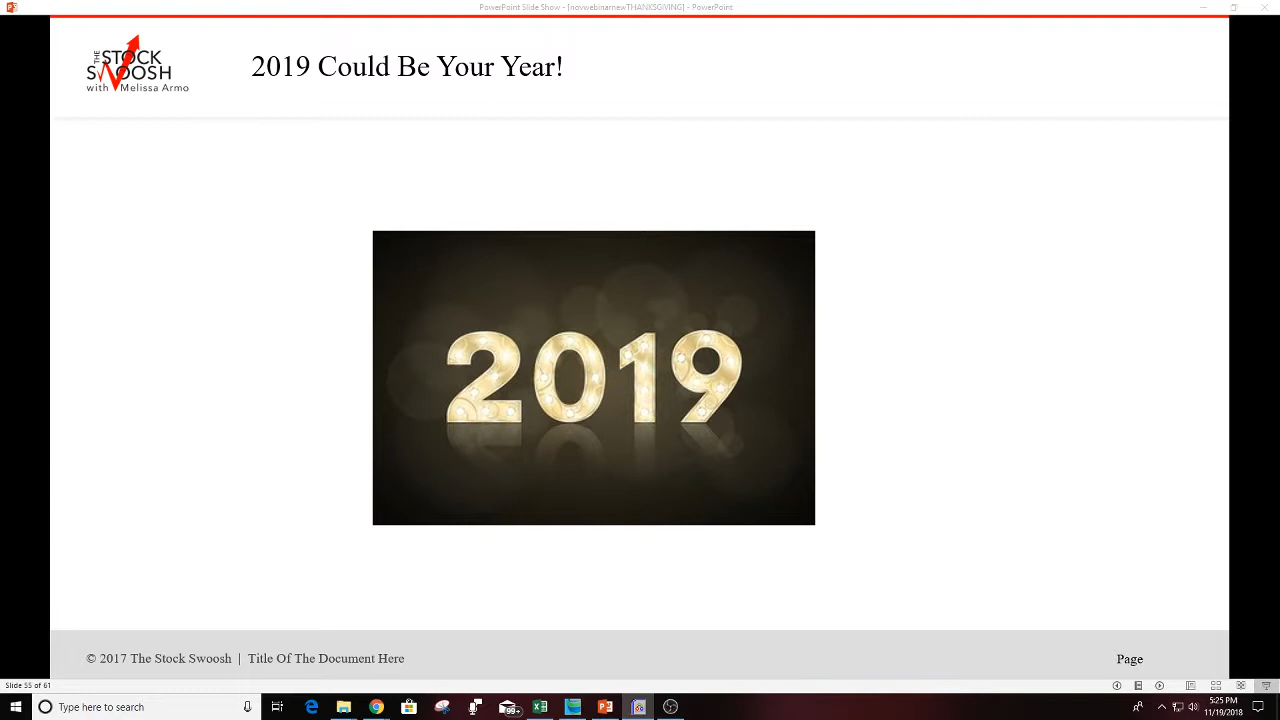 PowerPoint Slide Show - [novwebinarnewTHANKSGIVING] - PowerPoint
THE
STOCK
SWOOSH
with Melissa Armo
2019 Could Be Your Year!
2019
© 2017 The Stock Swoosh | Title Of The Document Here
Page
Slide 55 of 61
Type here to search
99+
5:25 PM
11/19/2018